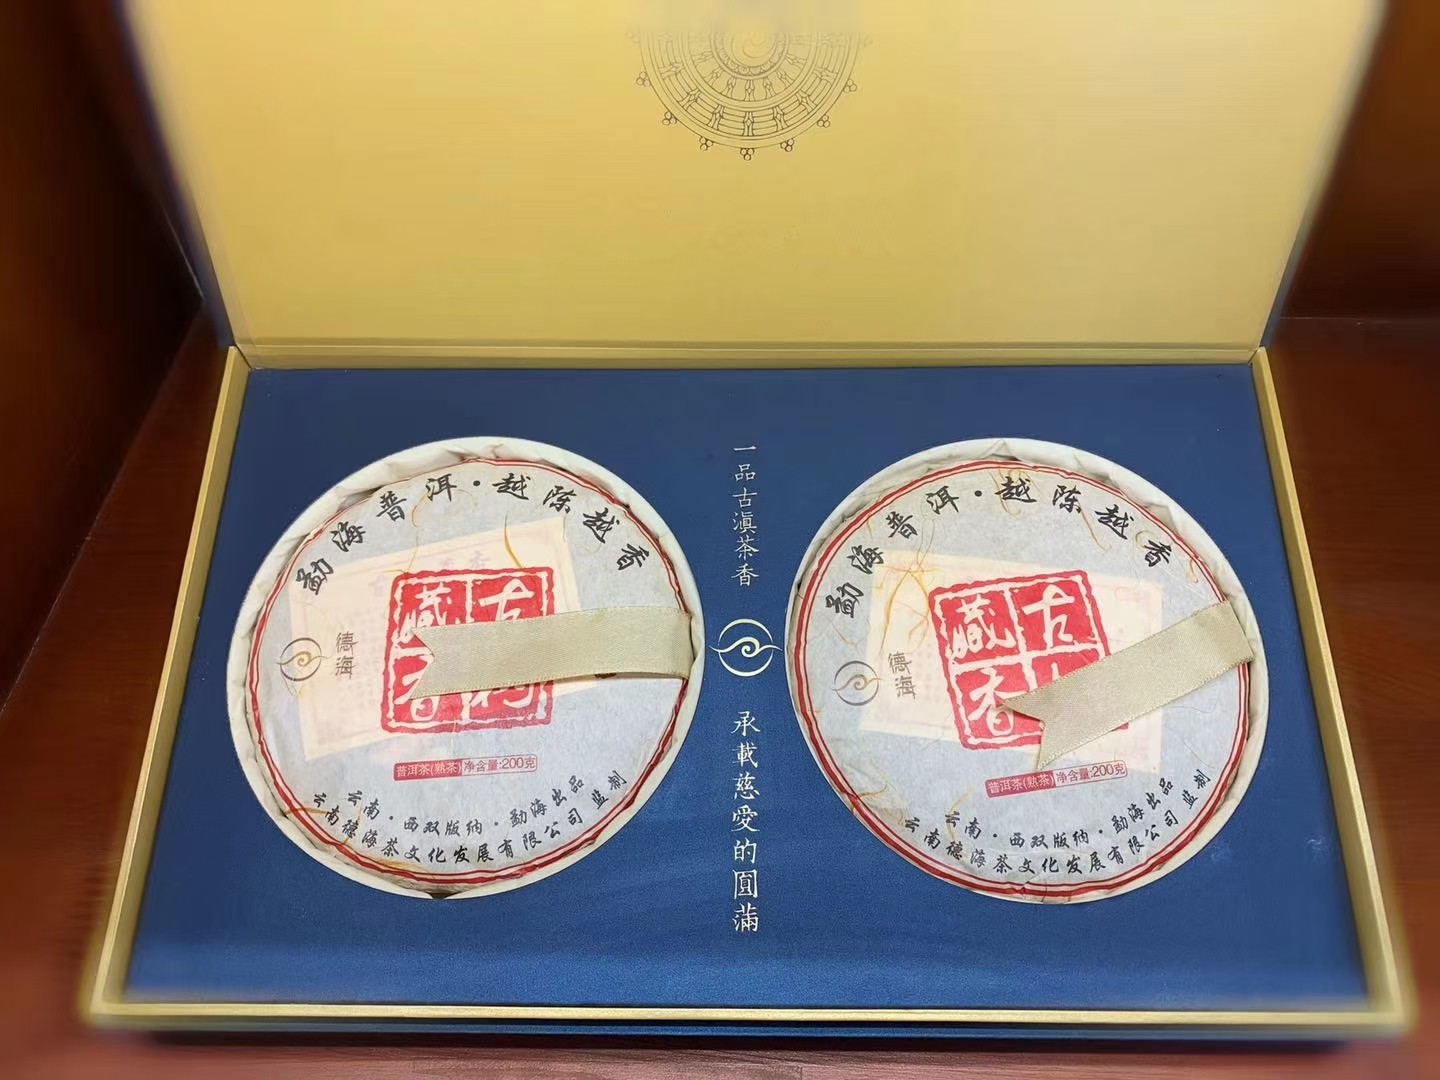 勐海普洱·越陈越香
德海
藏
香
普洱茶(熟茶) 净含量:200克
云南·西双版纳·勐海出品
云南德海茶文化发展有限公司 监制
一品古滇茶香
承載慈愛的圓滿
勐海普洱·越陈越香
德海
古
藏
香
普洱茶(熟茶) 净含量:200克
云南·西双版纳·勐海出品
云南德海茶文化发展有限公司 监制